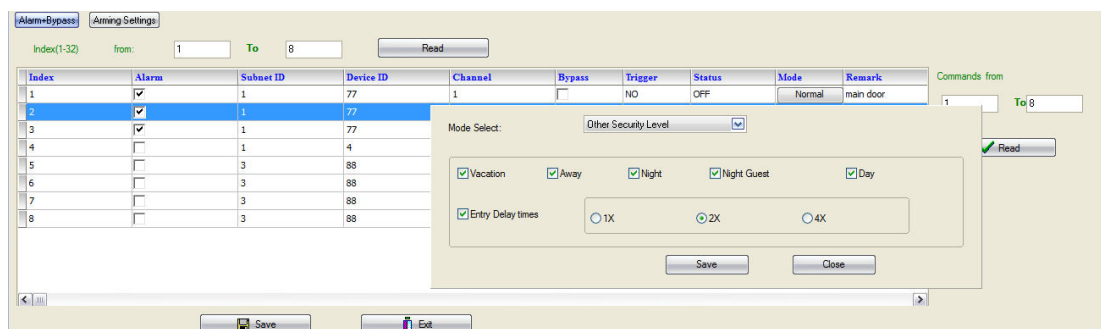 Alarm+Bypass Arming Settings
Index(1-32) from: 1 To 8 Read
Index Alarm Subnet ID Device ID Channel Bypass Trigger Status Mode Remark Commands from
1 1 77 1 NO OFF Normal main door
1 To 8
2 1 77
Mode Select: Other Security Level
3 1 77
Read
4 1 4
5 3 88
Vacation Away Night Night Guest Day
6 3 88
7 3 88
8 3 88
Entry Delay times 1X 2X 4X
Save Close
Save Exit